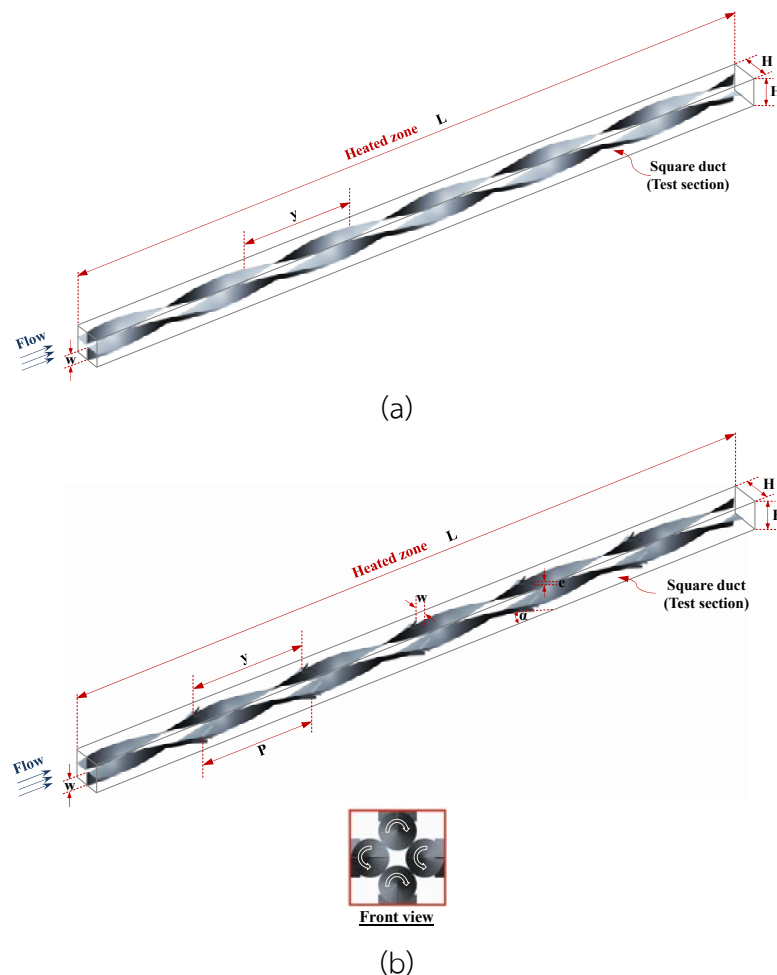 H
H
L
Heated zone
Square duct
(Test section)
y
Flow
w
(a)
H
L
Heated zone
e
Square duct
(Test section)
w
α
y
P
Flow
w
Front view
(b)